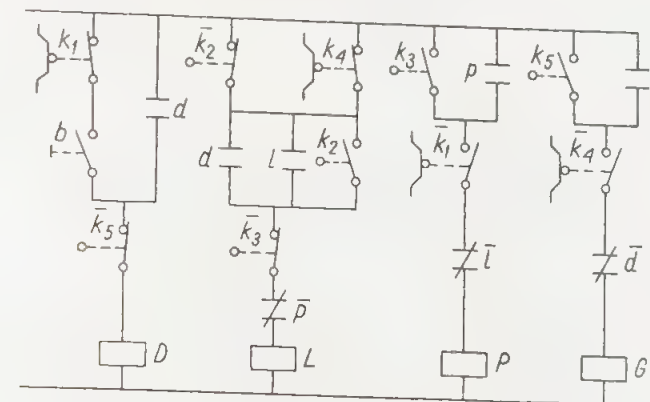 k₁
k̅₂
k₄
k₃
p
k₅
d
b
d
l
k₂
k̅₁
k̅₄
k̅₅
k̅₃
l̅
d̅
p̅
D
L
P
G